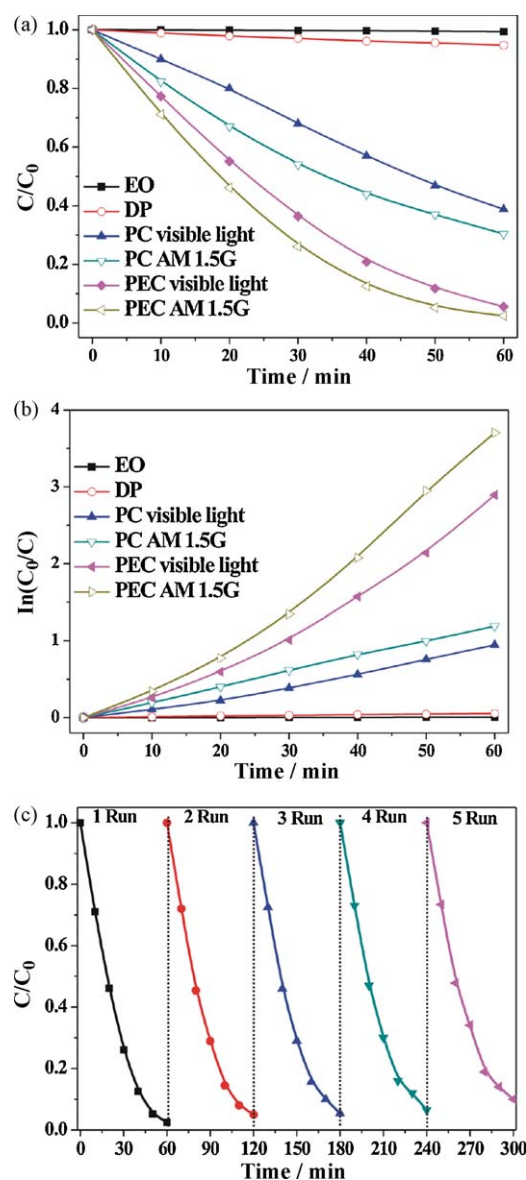 (a)
1.0
0.8
0.6
0.4
0.2
0.0
C/C0
EO
DP
PC visible light
PC AM 1.5G
PEC visible light
PEC AM 1.5G
0 10 20 30 40 50 60
Time / min
(b)
4
3
2
1
0
In(C0/C)
EO
DP
PC visible light
PC AM 1.5G
PEC visible light
PEC AM 1.5G
0 10 20 30 40 50 60
Time / min
(c)
1 Run 2 Run 3 Run 4 Run 5 Run
1.0
0.8
0.6
0.4
0.2
0.0
C/C0
0 30 60 90 120 150 180 210 240 270 300
Time / min